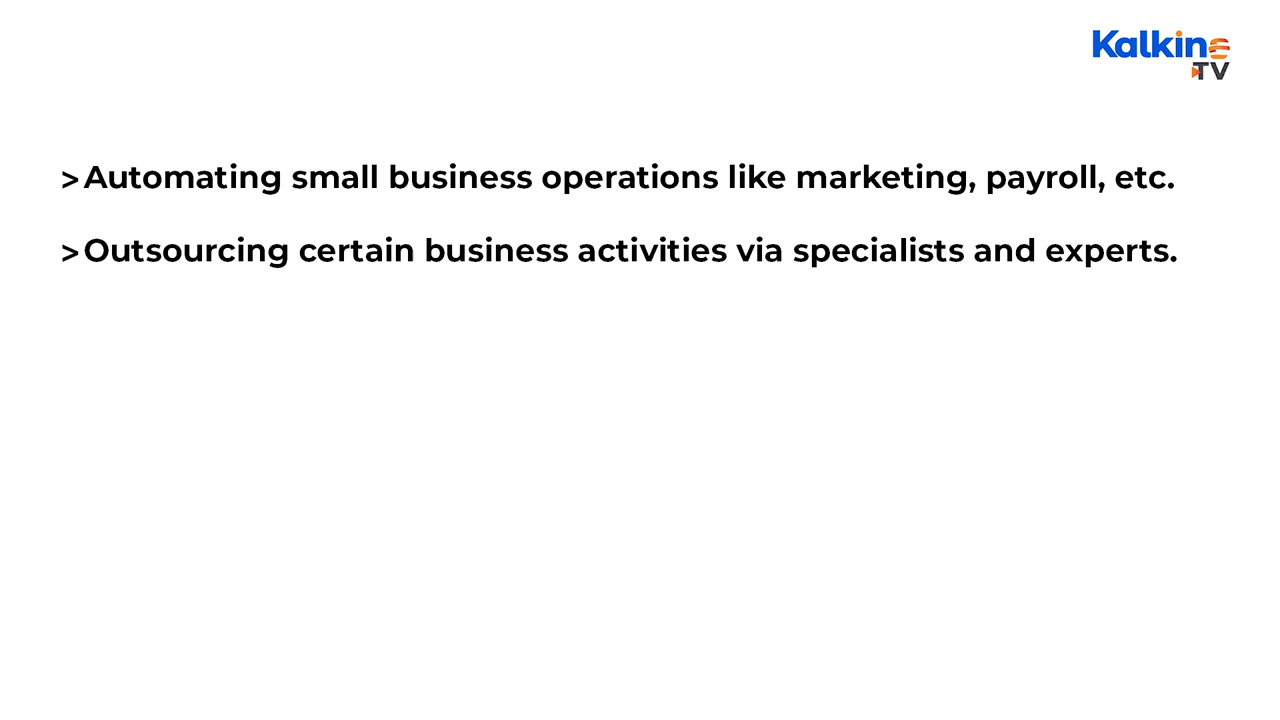 Kalkine
TV
>Automating small business operations like marketing, payroll, etc.
>Outsourcing certain business activities via specialists and experts.